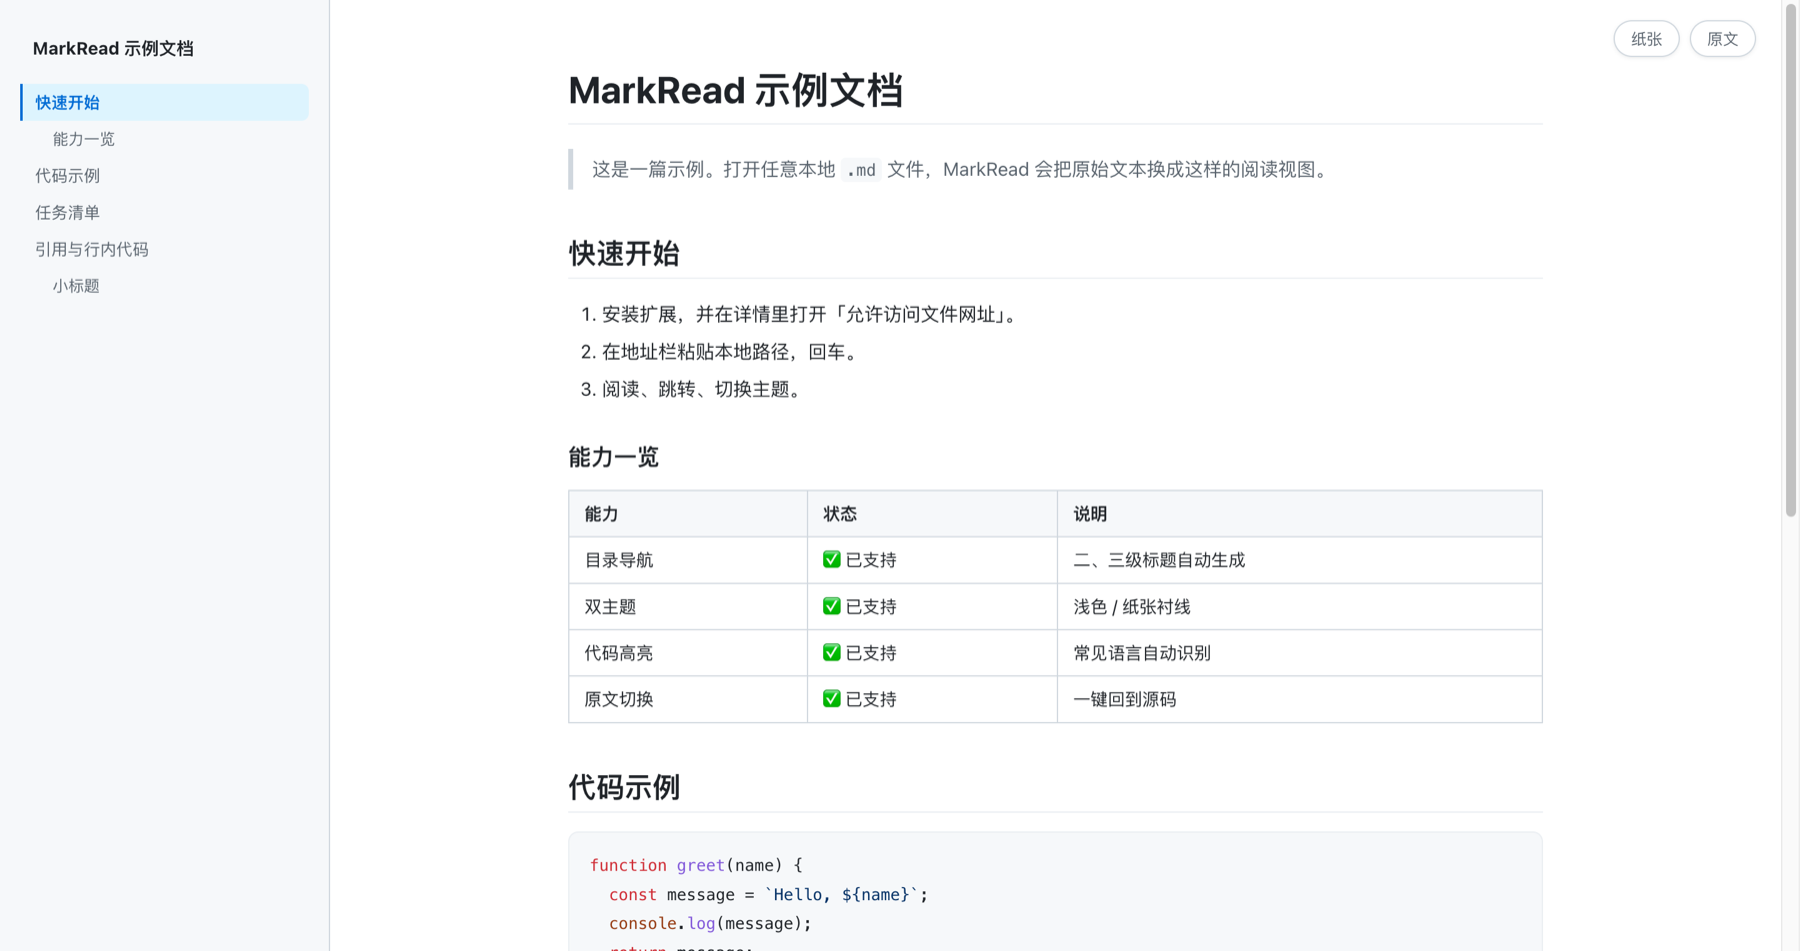 MarkRead 示例文档
快速开始
能力一览
代码示例
任务清单
引用与行内代码
小标题
纸张
原文
MarkRead 示例文档
这是一篇示例。打开任意本地 .md 文件，MarkRead 会把原始文本换成这样的阅读视图。
快速开始
1. 安装扩展，并在详情里打开「允许访问文件网址」。
2. 在地址栏粘贴本地路径，回车。
3. 阅读、跳转、切换主题。
能力一览
能力 状态 说明
目录导航 ✅ 已支持 二、三级标题自动生成
双主题 ✅ 已支持 浅色 / 纸张衬线
代码高亮 ✅ 已支持 常见语言自动识别
原文切换 ✅ 已支持 一键回到源码
代码示例
function greet(name) {
  const message = `Hello, ${name}`;
  console.log(message);
  return message;